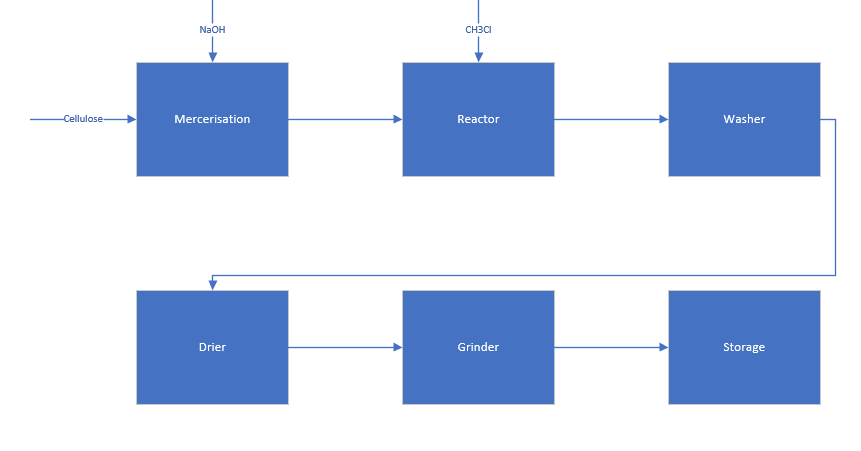 NaOH
CH3Cl
Cellulose
Mercerisation
Reactor
Washer
Drier
Grinder
Storage